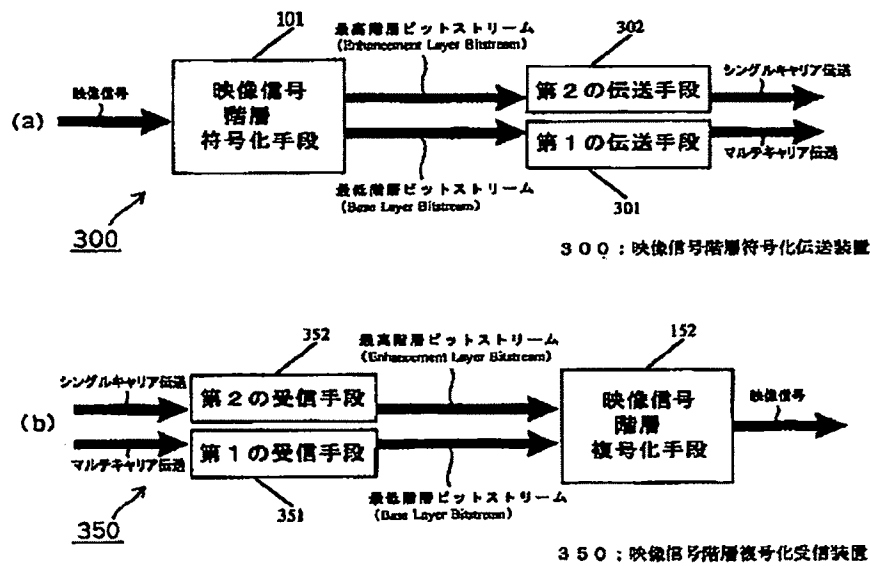 101
最高階層ビットストリーム
(Enhancement Layer Bitstream)
302
映像信号
映像信号
階層
符号化手段
第2の伝送手段
シングルキャリア伝送
(a)
第1の伝送手段
マルチキャリア伝送
最低階層ビットストリーム
(Base Layer Bitstream)
301
300
300;映像信号階層符号化伝送装置
352
最高階層ビットストリーム
(Enhancement Layer Bitstream)
152
シングルキャリア伝送
第2の受信手段
映像信号
階層
複号化手段
映像信号
(b)
第1の受信手段
マルチキャリア伝送
350
351
最低階層ビットストリーム
(Base Layer Bitstream)
350;映像信号階層複号化受信装置